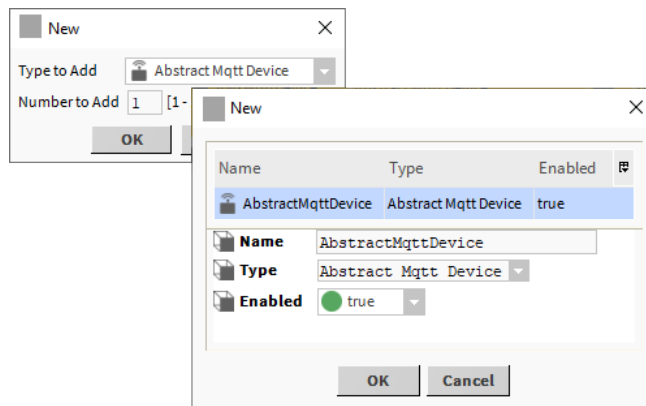 New
Type to Add Abstract Mqtt Device
Number to Add 1 [1 -
OK
New
Name Type Enabled
AbstractMqttDevice Abstract Mqtt Device true
Name AbstractMqttDevice
Type Abstract Mqtt Device
Enabled true
OK Cancel